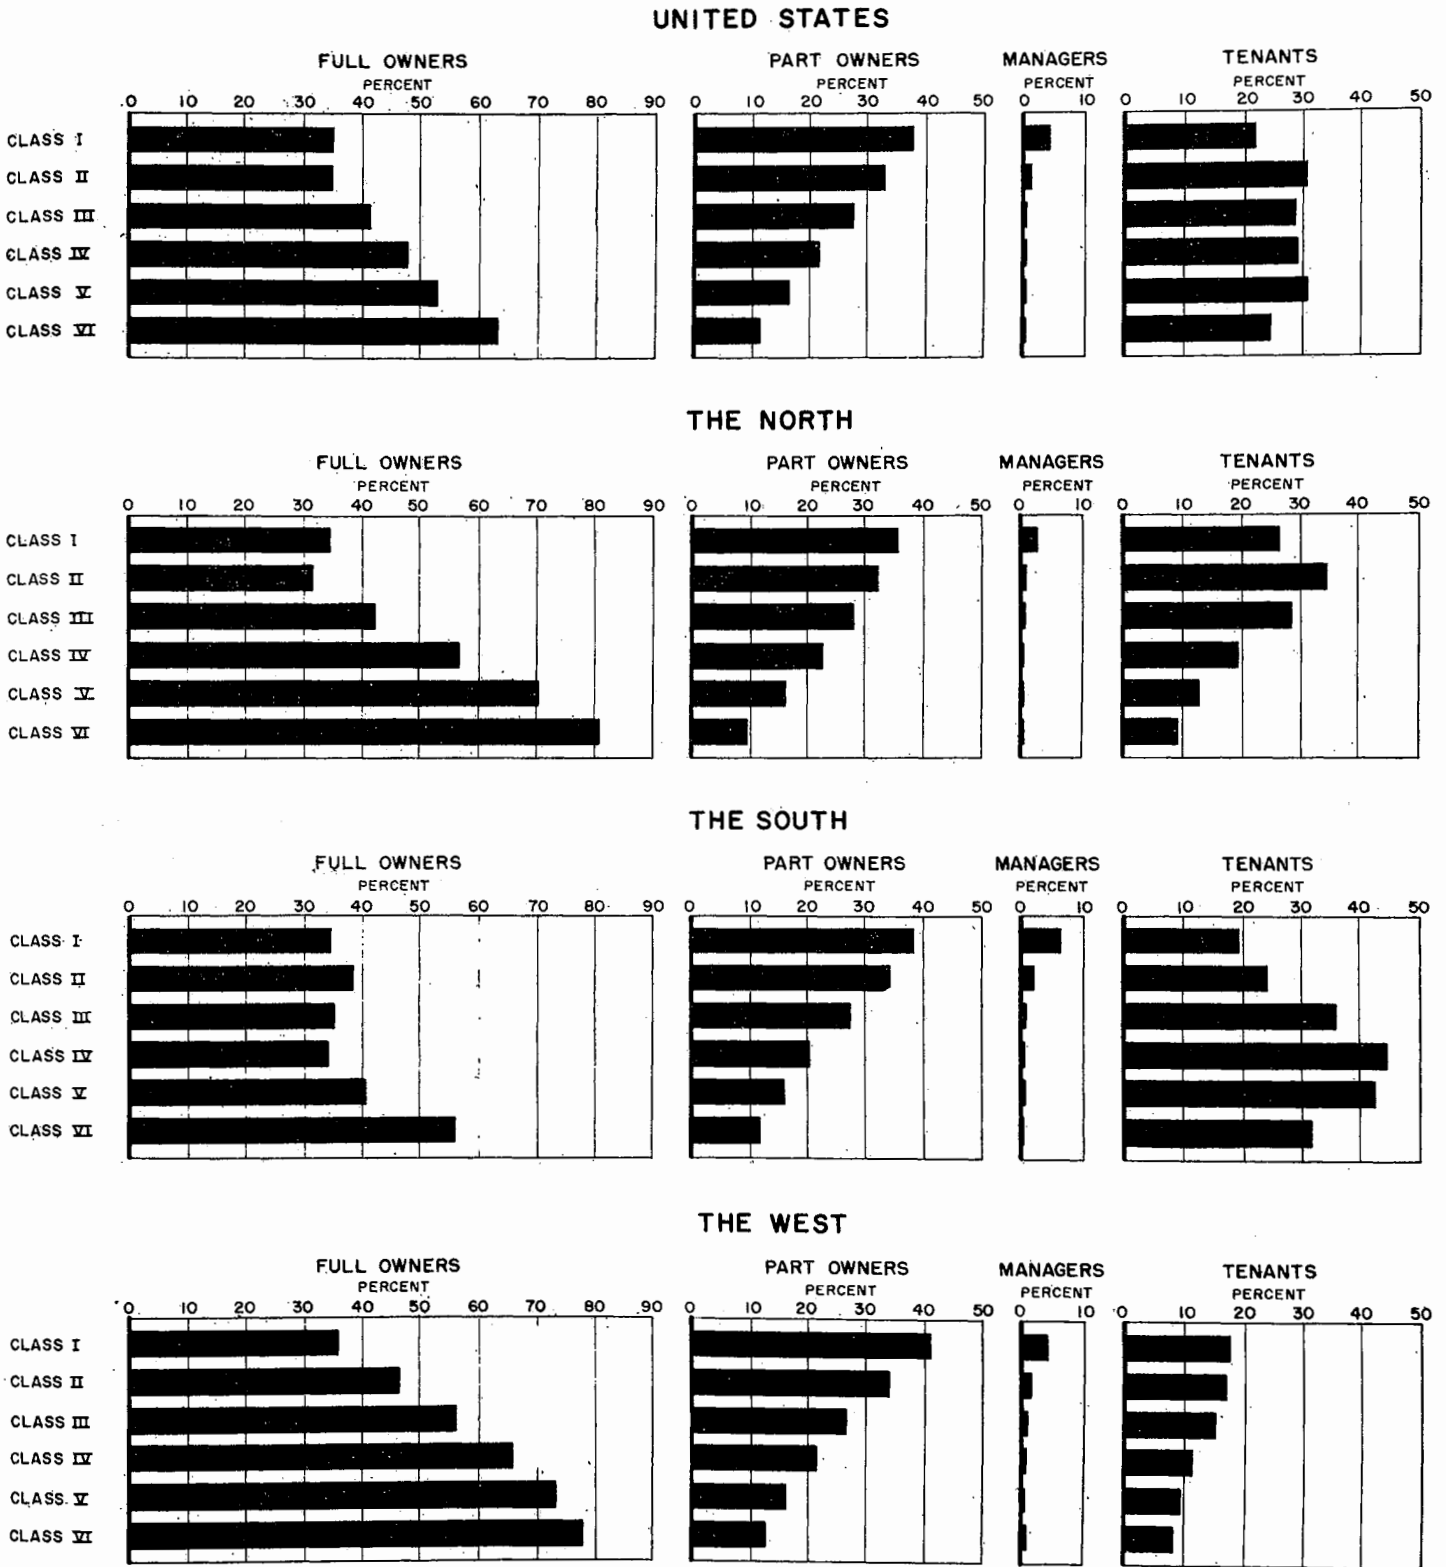 UNITED STATES
FULL OWNERS PART OWNERS MANAGERS TENANTS
PERCENT PERCENT PERCENT PERCENT
0 10 20 30 40 50 60 70 80 90 0 10 20 30 40 50 0 10 0 10 20 30 40 50
CLASS I
CLASS II
CLASS III
CLASS IV
CLASS V
CLASS VI
THE NORTH
FULL OWNERS PART OWNERS MANAGERS TENANTS
PERCENT PERCENT PERCENT PERCENT
0 10 20 30 40 50 60 70 80 90 0 10 20 30 40 50 0 10 0 10 20 30 40 50
CLASS I
CLASS II
CLASS III
CLASS IV
CLASS V
CLASS VI
THE SOUTH
FULL OWNERS PART OWNERS MANAGERS TENANTS
PERCENT PERCENT PERCENT PERCENT
0 10 20 30 40 50 60 70 80 90 0 10 20 30 40 50 0 10 0 10 20 30 40 50
CLASS I
CLASS II
CLASS III
CLASS IV
CLASS V
CLASS VI
THE WEST
FULL OWNERS PART OWNERS MANAGERS TENANTS
PERCENT PERCENT PERCENT PERCENT
0 10 20 30 40 50 60 70 80 90 0 10 20 30 40 50 0 10 0 10 20 30 40 50
CLASS I
CLASS II
CLASS III
CLASS IV
CLASS V
CLASS VI